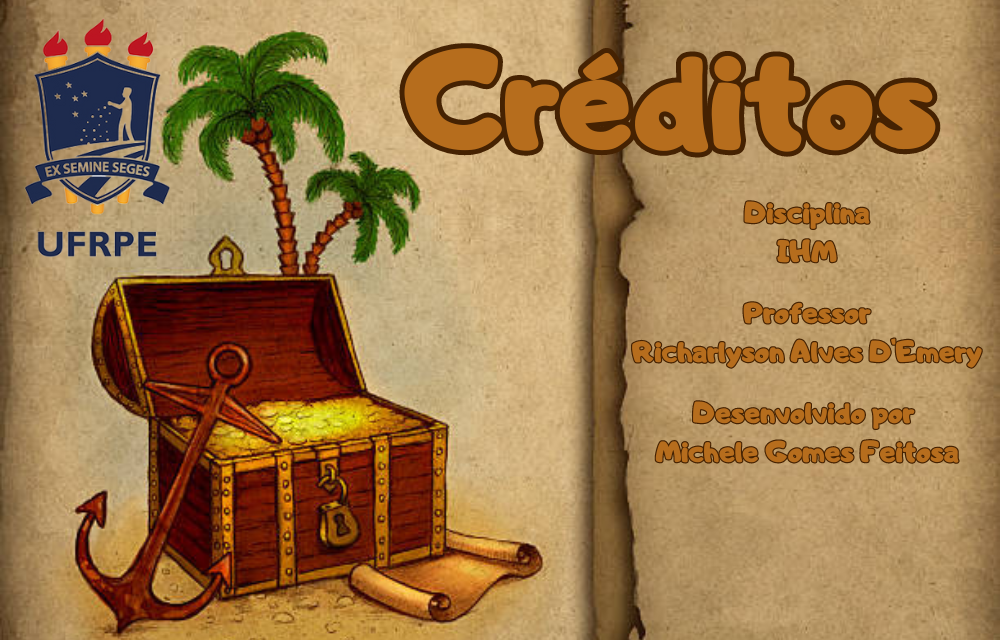 EX SEMINE SEGES
UFRPE
Créditos
Disciplina
IHM
Professor
Richarlyson Alves D'Emery
Desenvolvido por
Michele Gomes Feitosa